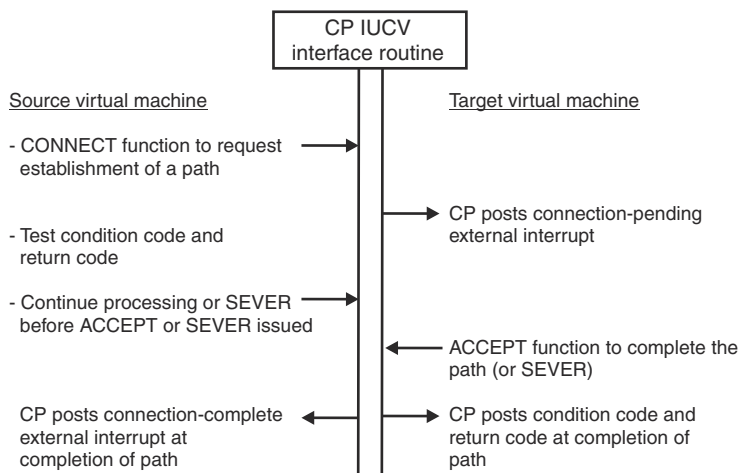 CP IUCV
interface routine
Source virtual machine
Target virtual machine
- CONNECT function to request
establishment of a path
CP posts connection-pending
external interrupt
- Test condition code and
return code
- Continue processing or SEVER
before ACCEPT or SEVER issued
ACCEPT function to complete the
path (or SEVER)
CP posts connection-complete
external interrupt at
completion of path
CP posts condition code and
return code at completion of
path